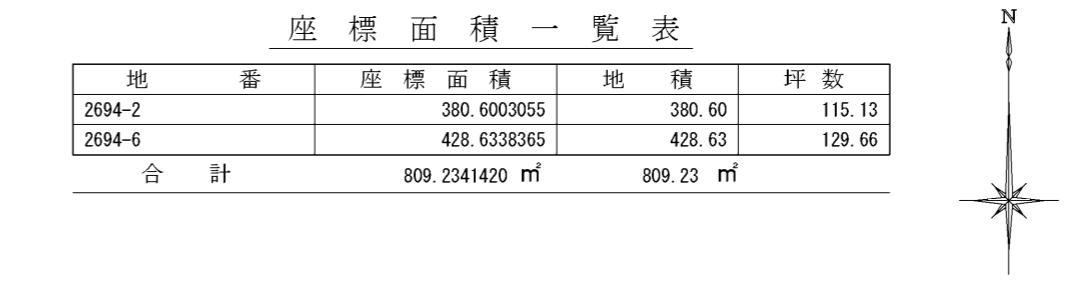 座標面積一覧表
N
地番 座標面積 地積 坪数
2694-2 380.6003055 380.60 115.13
2694-6 428.6338365 428.63 129.66
合計 809.2341420 ㎡ 809.23 ㎡